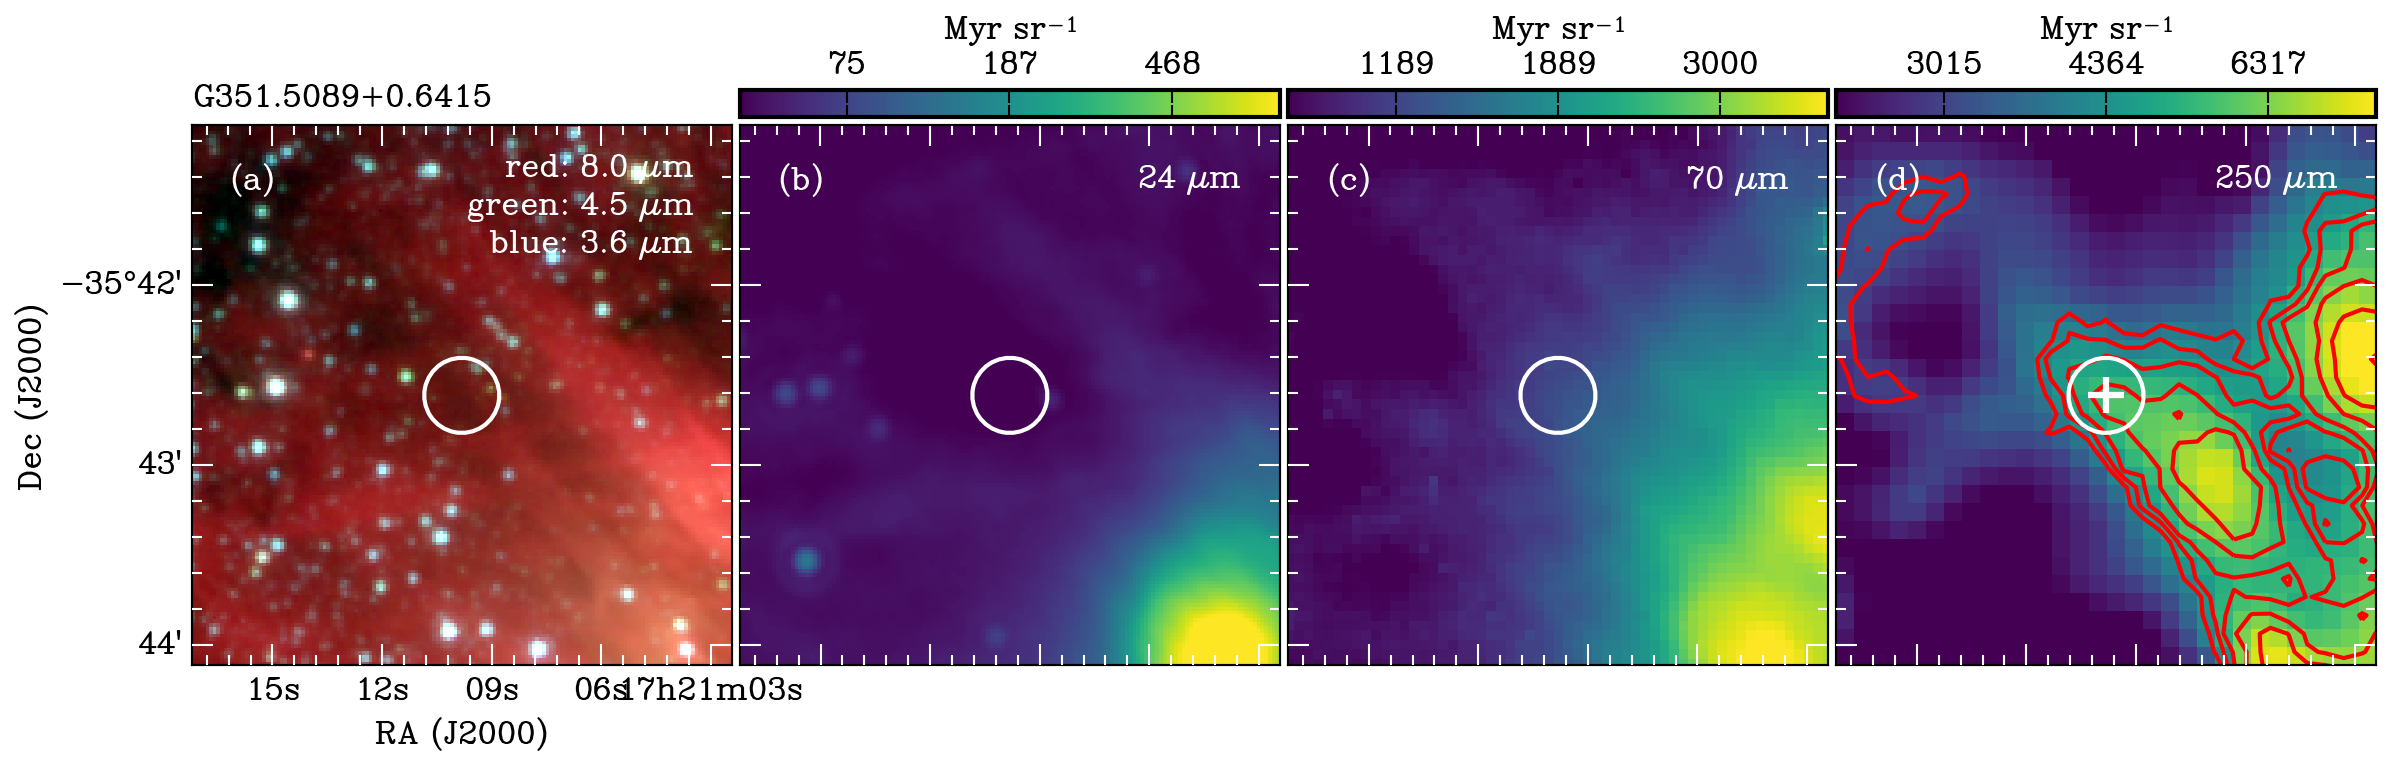 Myr sr⁻¹
Myr sr⁻¹
Myr sr⁻¹
75 187 468
1189 1889 3000
3015 4364 6317
G351.5089+0.6415
(a)
red: 8.0 μm
green: 4.5 μm
blue: 3.6 μm
(b)
24 μm
(c)
70 μm
(d)
250 μm
Dec (J2000)
−35°42'
43'
44'
15s 12s 09s 06s 17h21m03s
RA (J2000)